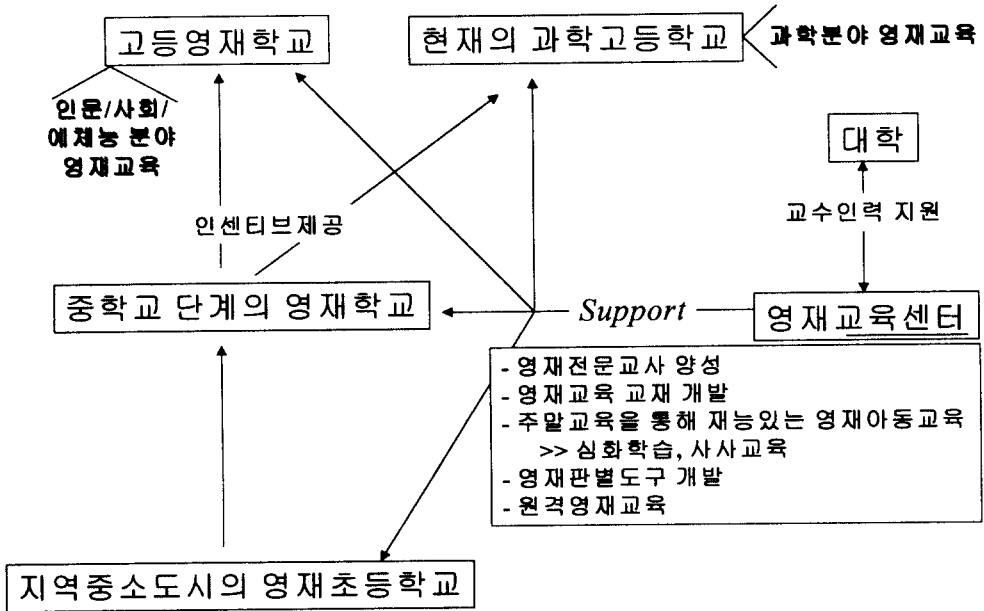 고등영재학교
현재의 과학고등학교
과학분야 영재교육
인문/사회/
예체능 분야
영재교육
대학
교수인력 지원
인센티브제공
중학교 단계의 영재학교
Support
영재교육센터
- 영재전문교사 양성
- 영재교육 교재 개발
- 주말교육을 통해 재능있는 영재아동교육
>> 심화학습, 사사교육
- 영재판별도구 개발
- 원격영재교육
지역중소도시의 영재초등학교